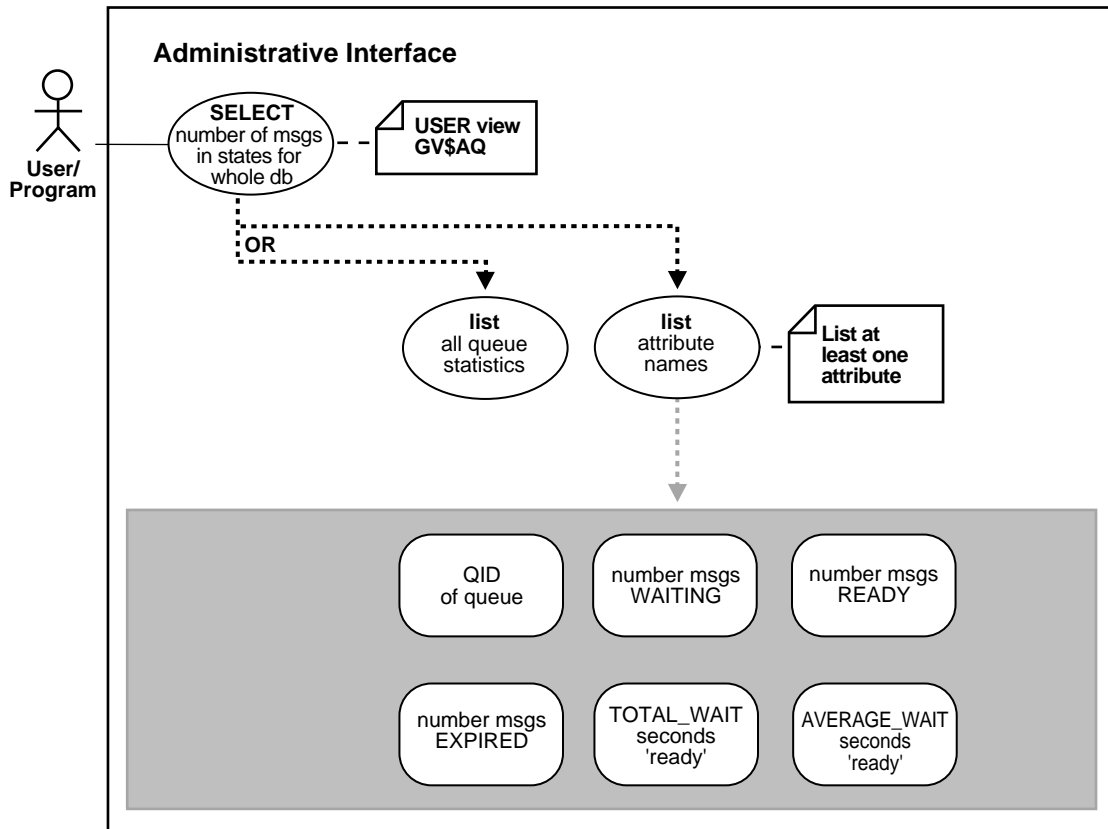 Administrative Interface
User/
Program
SELECT
number of msgs
in states for
whole db
USER view
GV$AQ
OR
list
all queue
statistics
list
attribute
names
List at
least one
attribute
QID
of queue
number msgs
WAITING
number msgs
READY
number msgs
EXPIRED
TOTAL_WAIT
seconds
'ready'
AVERAGE_WAIT
seconds
'ready'